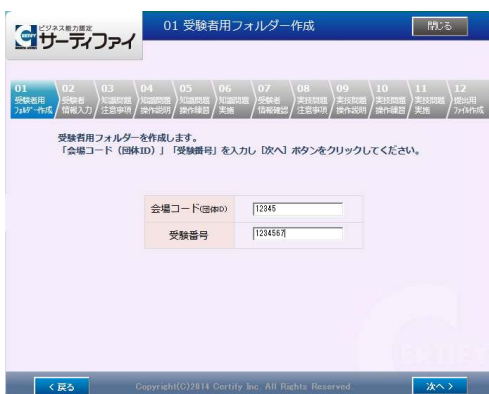 ビジネス能力認定
サーティファイ
01 受験者用フォルダー作成
閉じる
01 02 03 04 05 06 07 08 09 10 11 12
受験者用 受験者 知識問題 知識問題 知識問題 知識問題 受験者 実技問題 実技問題 実技問題 実技問題 提出用
ﾌｫﾙﾀﾞｰ作成 情報入力 注意事項 操作説明 操作練習 実施 情報確認 注意事項 操作説明 操作練習 実施 ﾌｧｲﾙ作成
受験者用フォルダーを作成します。
「会場コード（団体ID）」「受験番号」を入力し［次へ］ボタンをクリックしてください。
会場コード(団体ID) 12345
受験番号 1234567
CERTIFY
< 戻る
Copyright(C)2014 Certify Inc. All Rights Reserved.
次へ >